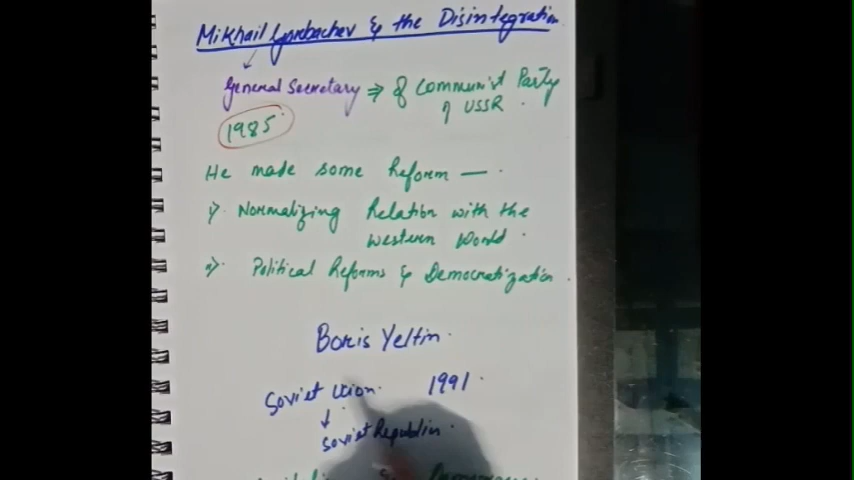 Mikhail Gorbachev & the Disintegration
General Secretary ⇒ of Communist Party
of USSR.
1985
He made some Reform —.
i) Normalizing Relation with the
Western World.
ii) Political Reforms & Democratization.
Boris Yeltin.
Soviet Union. 1991.
↓
Soviet Republic